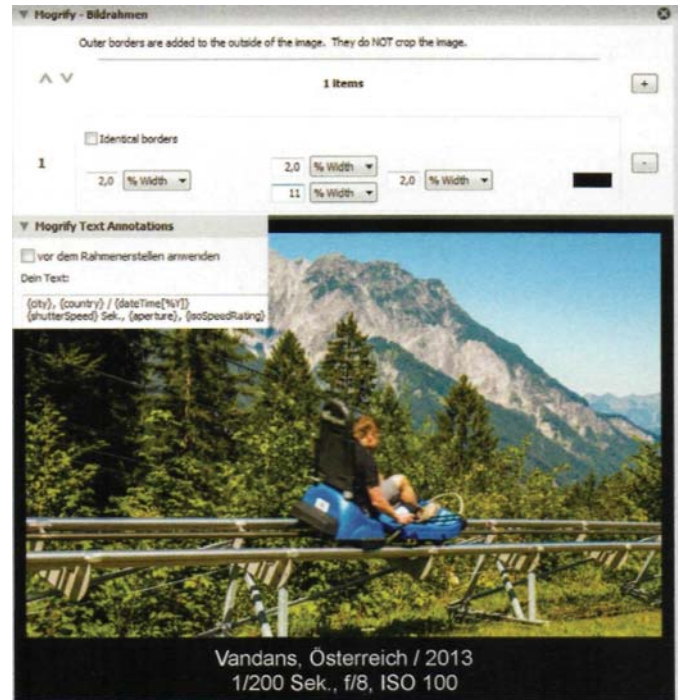 Mogrify - Bildrahmen
Outer borders are added to the outside of the image. They do NOT crop the image.
1 items
+
Identical borders
1
2,0 % Width
2,0 % Width
11 % Width
2,0 % Width
-
Mogrify Text Annotations
vor dem Rahmenerstellen anwenden
Dein Text:
{city}, {country} / {dateTime[%Y]}
{shutterSpeed} Sek., {aperture}, {isoSpeedRating}
Vandans, Österreich / 2013
1/200 Sek., f/8, ISO 100